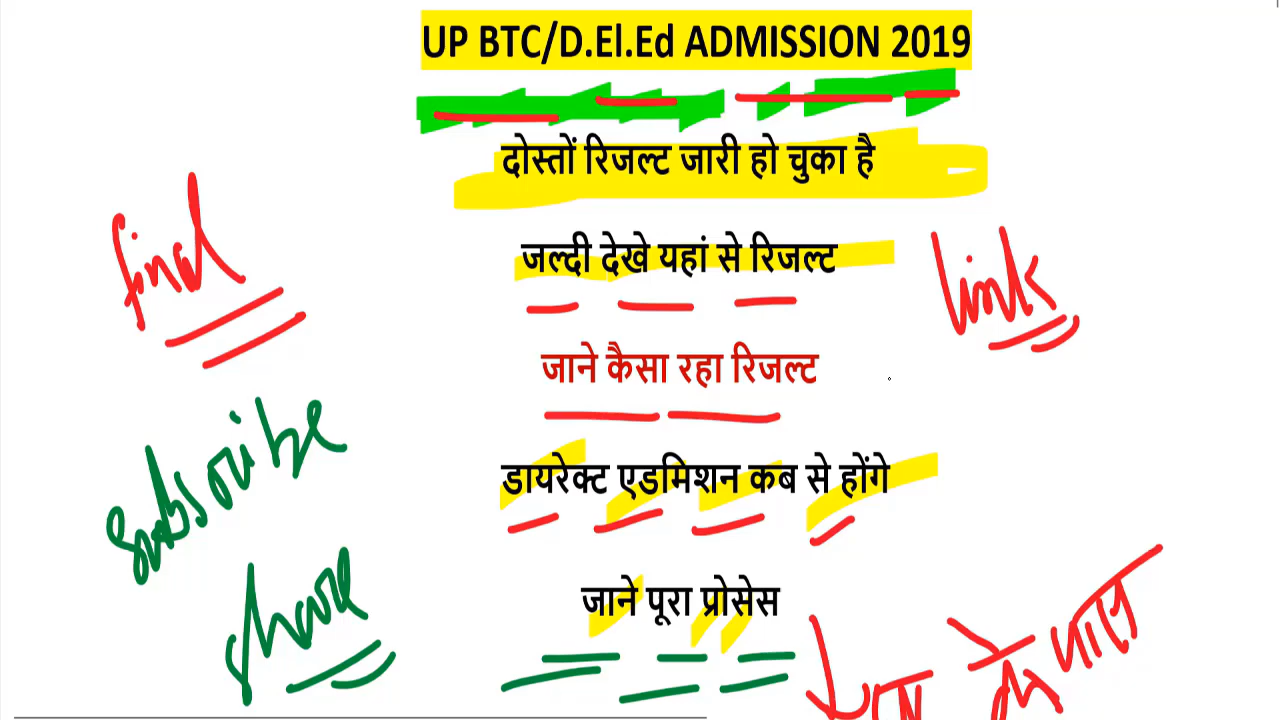 UP BTC/D.El.Ed ADMISSION 2019
दोस्तों रिजल्ट जारी हो चुका है
final
जल्दी देखे यहां से रिजल्ट
links
जाने कैसा रहा रिजल्ट
subscribe
डायरेक्ट एडमिशन कब से होंगे
share
जाने पूरा प्रोसेस